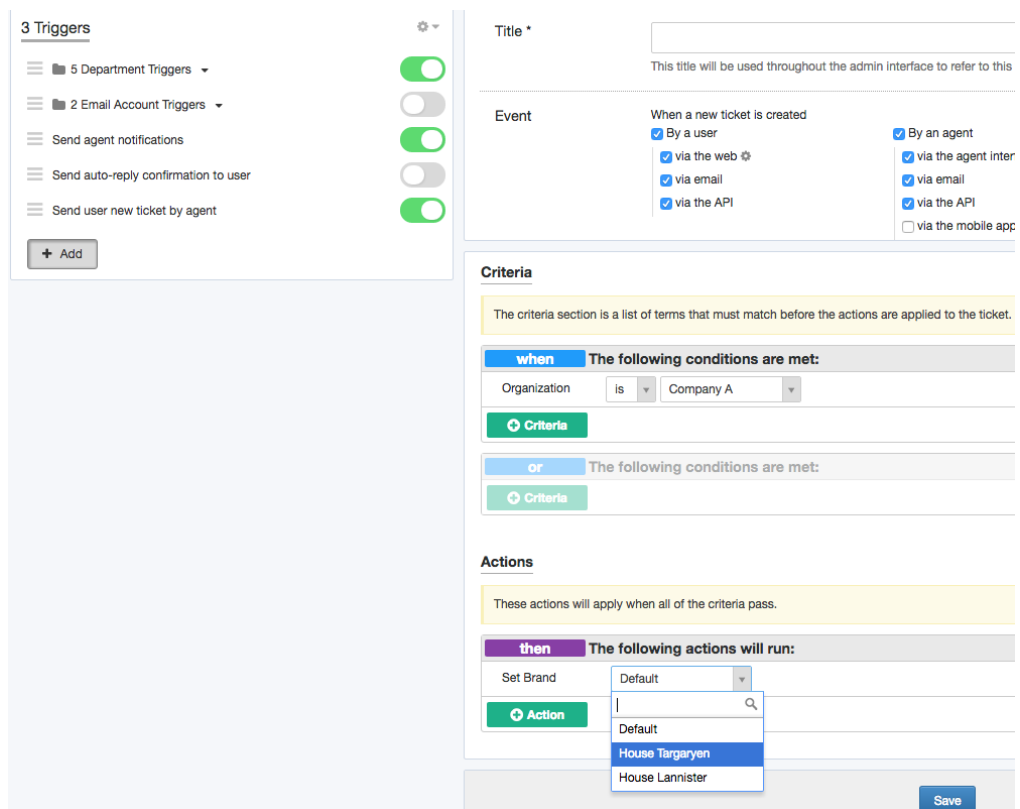 3 Triggers
5 Department Triggers
2 Email Account Triggers
Send agent notifications
Send auto-reply confirmation to user
Send user new ticket by agent
+ Add
Title *
This title will be used throughout the admin interface to refer to this
Event
When a new ticket is created
By a user
via the web
via email
via the API
By an agent
via the agent inter
via email
via the API
via the mobile app
Criteria
The criteria section is a list of terms that must match before the actions are applied to the ticket.
when The following conditions are met:
Organization is Company A
Criteria
or The following conditions are met:
Criteria
Actions
These actions will apply when all of the criteria pass.
then The following actions will run:
Set Brand Default
Action
Default
House Targaryen
House Lannister
Save